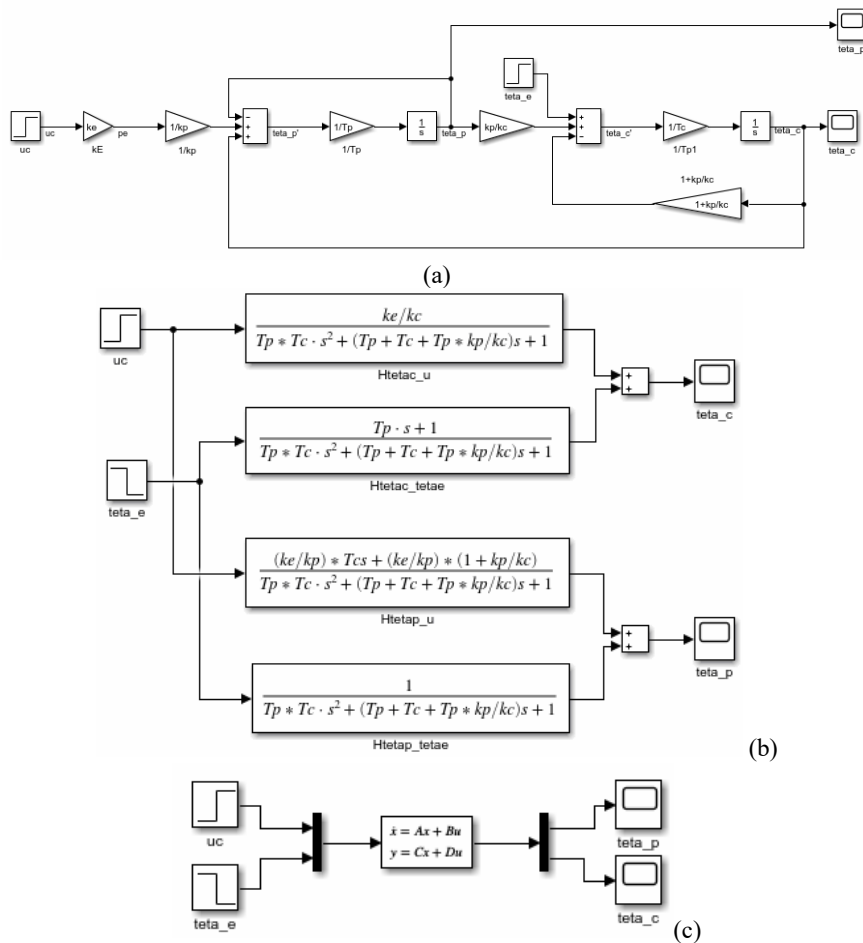 teta_p
teta_e
uc
uc
ke
kE
pe
1/kp
1/kp
−
+
+
teta_p'
1/Tp
1/Tp
1
s
teta_p
kp/kc
+
+
−
teta_c'
1/Tc
1/Tp1
1
s
teta_c
teta_c
1+kp/kc
1+kp/kc
(a)
uc
ke/kc
Tp * Tc · s² + (Tp + Tc + Tp * kp/kc)s + 1
Htetac_u
+
+
teta_c
teta_e
Tp · s + 1
Tp * Tc · s² + (Tp + Tc + Tp * kp/kc)s + 1
Htetac_tetae
(ke/kp) * Tcs + (ke/kp) * (1 + kp/kc)
Tp * Tc · s² + (Tp + Tc + Tp * kp/kc)s + 1
Htetap_u
+
+
teta_p
1
Tp * Tc · s² + (Tp + Tc + Tp * kp/kc)s + 1
Htetap_tetae
(b)
uc
teta_e
ẋ = Ax + Bu
y = Cx + Du
teta_p
teta_c
(c)